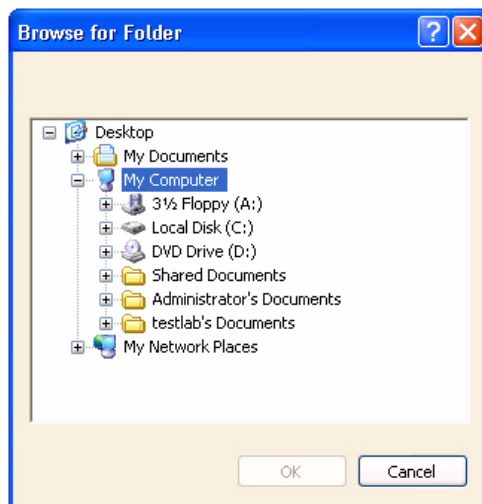 Browse for Folder
Desktop
My Documents
My Computer
3½ Floppy (A:)
Local Disk (C:)
DVD Drive (D:)
Shared Documents
Administrator's Documents
testlab's Documents
My Network Places
OK Cancel